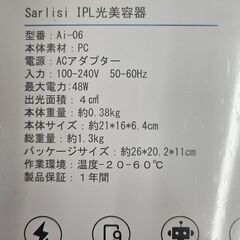 Sarlisi IPL光美容器
型番：Ai-06
本体素材：PC
電源：ACアダプター
入力：100-240V　50-60Hz
最大電力：48W
出光面積：4㎠
本体重量：約0.38kg
本体サイズ：約21*16*6.4cm
総重量：約1.3kg
パッケージサイズ：約26*20.2*11cm
作業環境：温度-20-60℃
製品保証：1年間